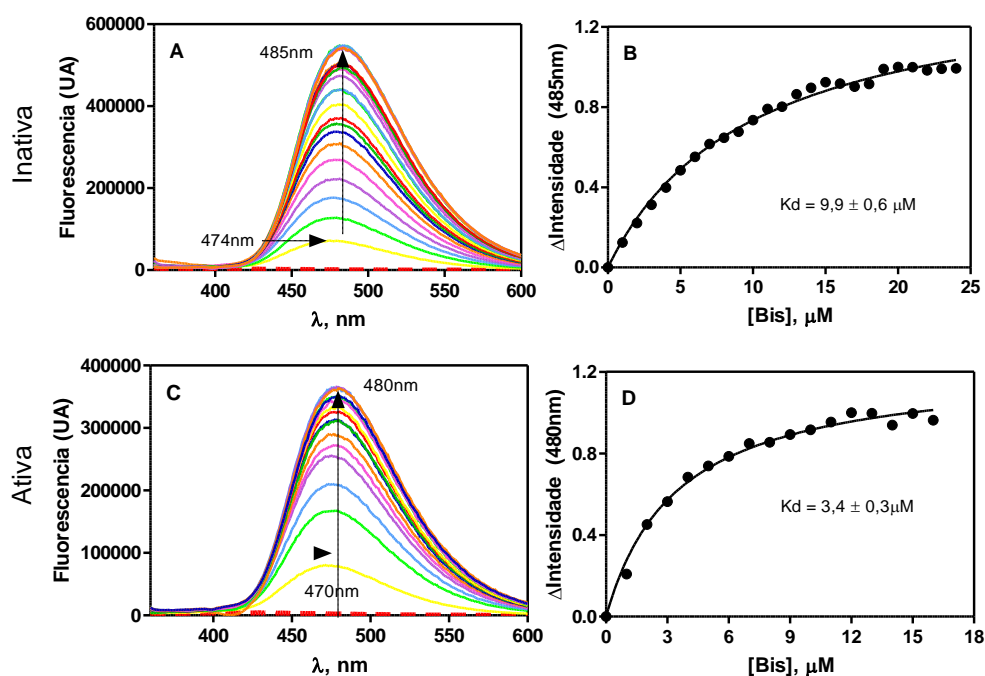 Inativa
A
Fluorescencia (UA)
600000
400000
200000
0
485nm
474nm
400
450
500
550
600
λ, nm
B
ΔIntensidade (485nm)
1.2
0.8
0.4
0.0
Kd = 9,9 ± 0,6 μM
0
5
10
15
20
25
[Bis], μM
Ativa
C
Fluorescencia (UA)
400000
300000
200000
100000
0
480nm
470nm
400
450
500
550
600
λ, nm
D
ΔIntensidade (480nm)
1.2
0.8
0.4
0.0
Kd = 3,4 ± 0,3μM
0
3
6
9
12
15
18
[Bis], μM